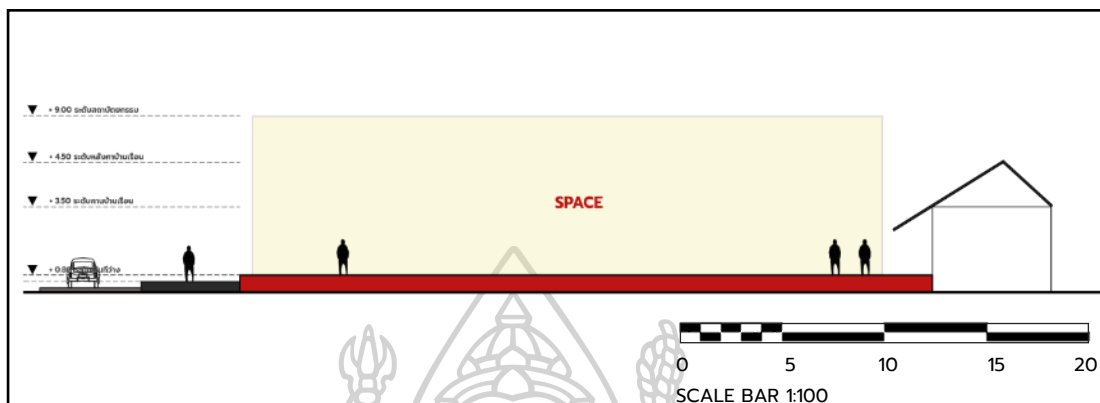 + 9.00 ระดับสถาปัตยกรรม
+ 4.50 ระดับหลังคาบ้านเรือน
+ 3.50 ระดับคานบ้านเรือน
SPACE
0 5 10 15 20
SCALE BAR 1:100